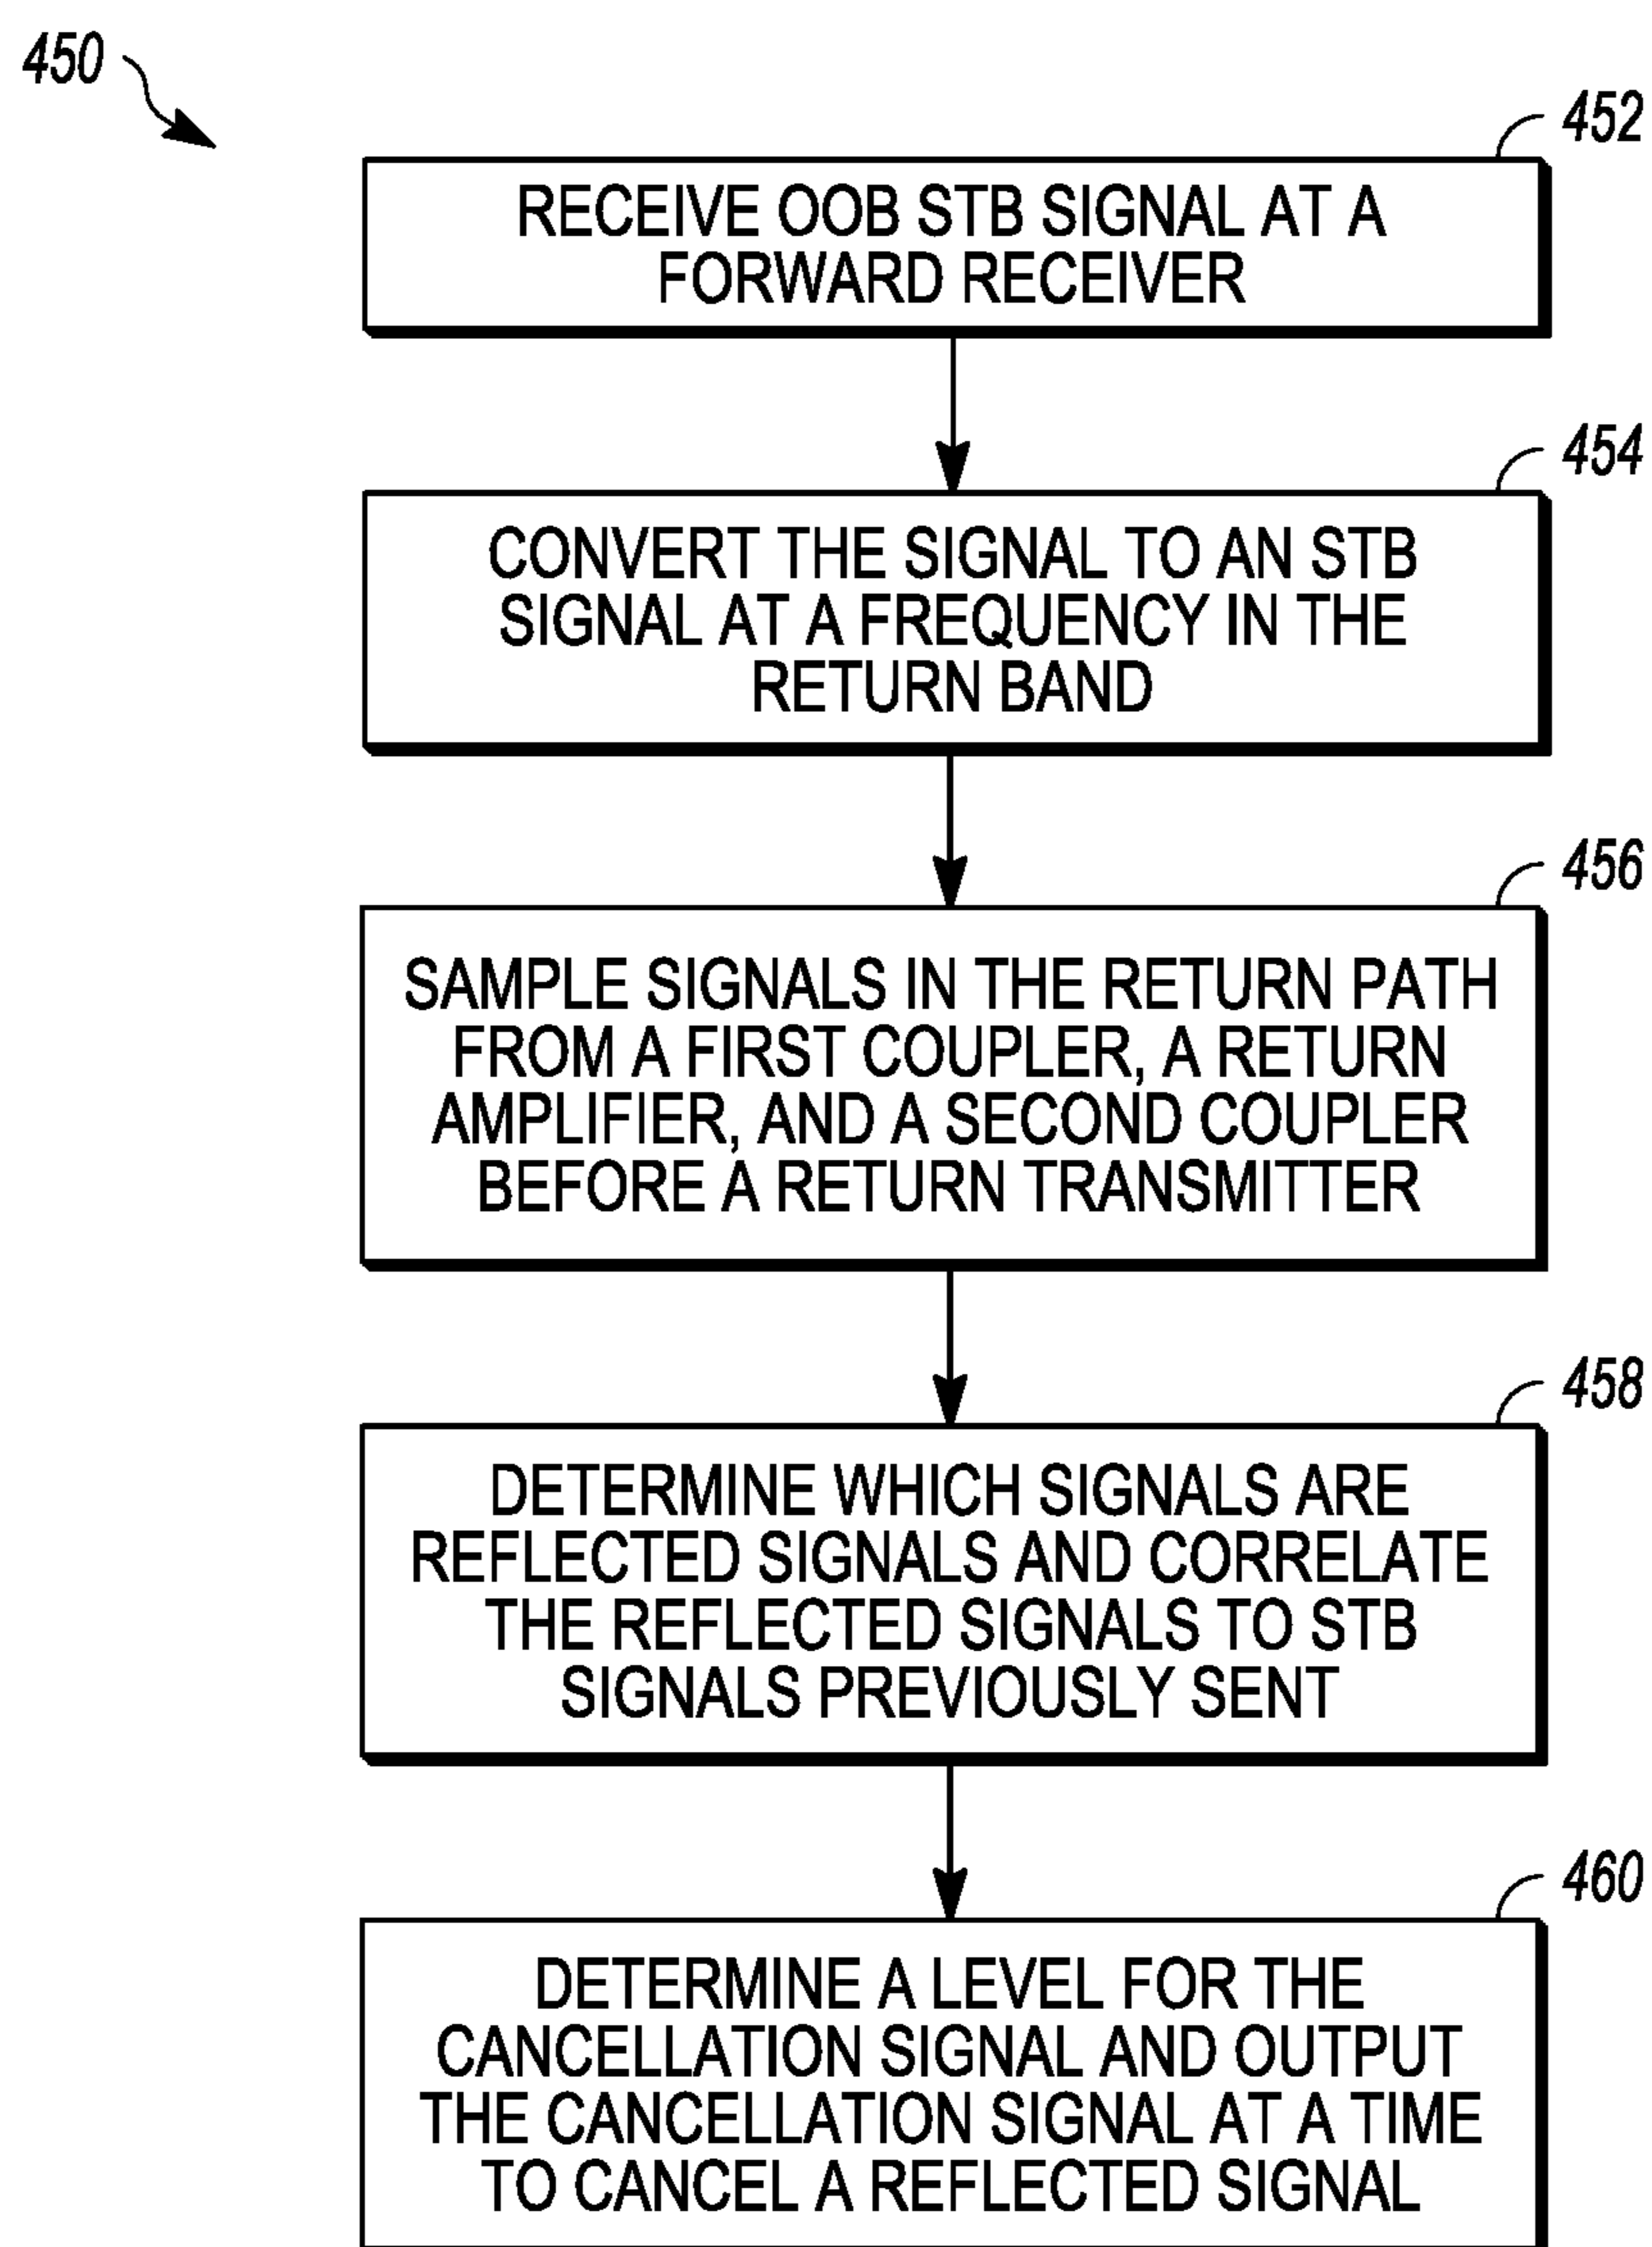 450
452
RECEIVE OOB STB SIGNAL AT A
FORWARD RECEIVER
454
CONVERT THE SIGNAL TO AN STB
SIGNAL AT A FREQUENCY IN THE
RETURN BAND
456
SAMPLE SIGNALS IN THE RETURN PATH
FROM A FIRST COUPLER, A RETURN
AMPLIFIER, AND A SECOND COUPLER
BEFORE A RETURN TRANSMITTER
458
DETERMINE WHICH SIGNALS ARE
REFLECTED SIGNALS AND CORRELATE
THE REFLECTED SIGNALS TO STB
SIGNALS PREVIOUSLY SENT
460
DETERMINE A LEVEL FOR THE
CANCELLATION SIGNAL AND OUTPUT
THE CANCELLATION SIGNAL AT A TIME
TO CANCEL A REFLECTED SIGNAL